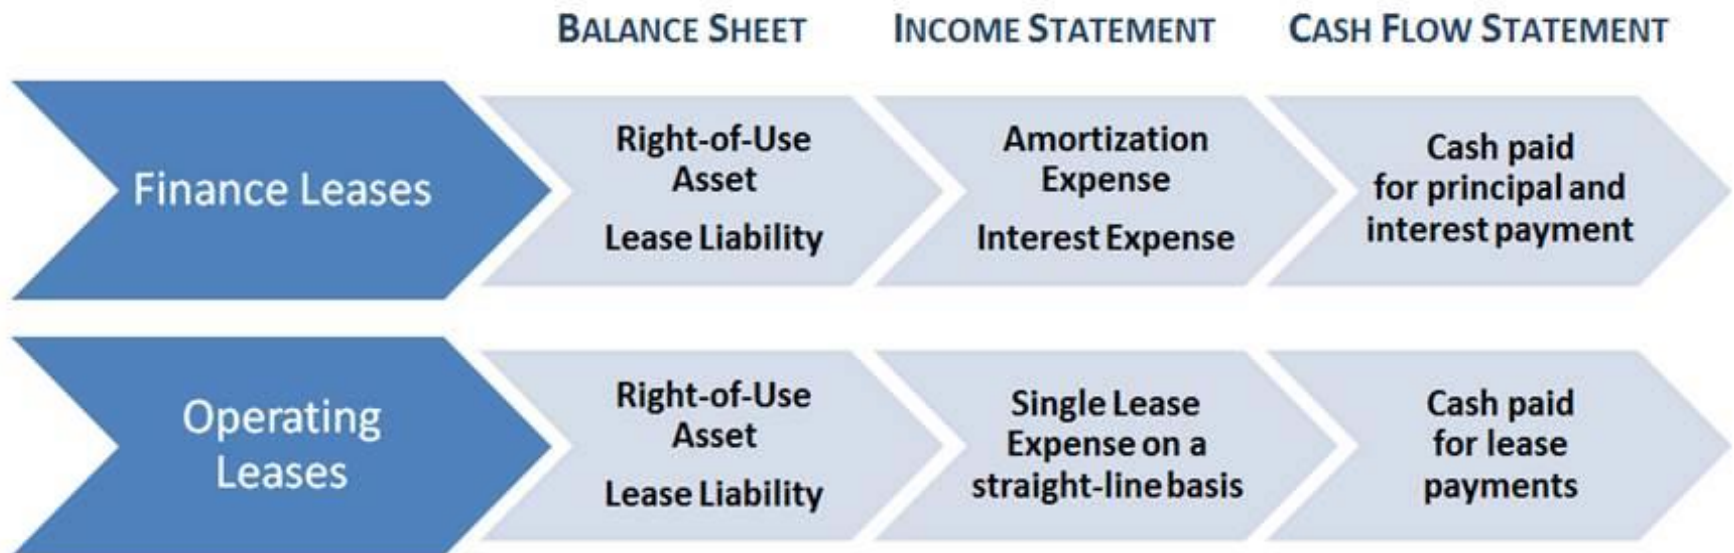 BALANCE SHEET INCOME STATEMENT CASH FLOW STATEMENT
Finance Leases
Right-of-Use
Asset
Lease Liability
Amortization
Expense
Interest Expense
Cash paid
for principal and
interest payment
Operating
Leases
Right-of-Use
Asset
Lease Liability
Single Lease
Expense on a
straight-line basis
Cash paid
for lease
payments